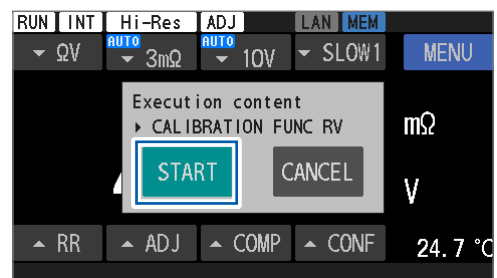 RUN INT Hi-Res ADJ LAN MEM
ΩV AUTO 3mΩ AUTO 10V SLOW1 MENU
Execution content
CALIBRATION FUNC RV
mΩ
START CANCEL
V
RR ADJ COMP CONF 24.7 °C